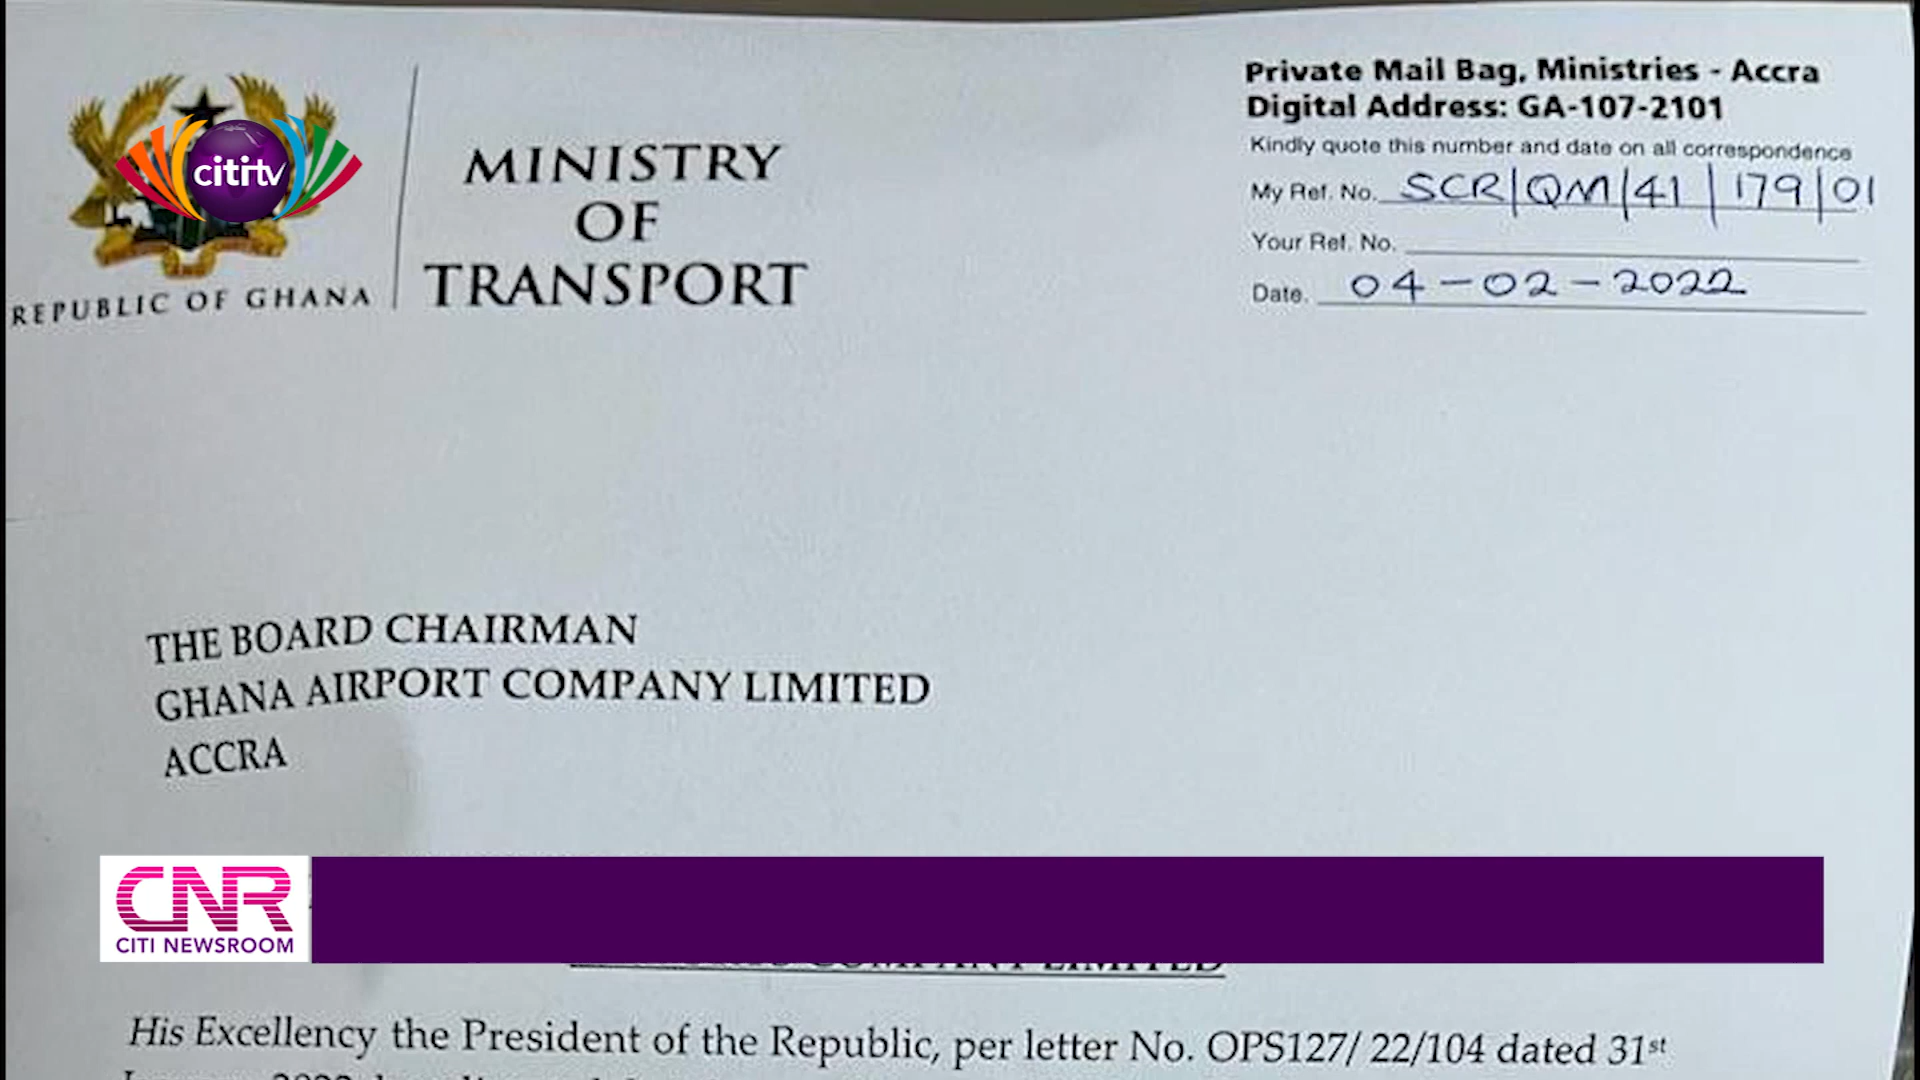 Private Mail Bag, Ministries - Accra
Digital Address: GA-107-2101
Kindly quote this number and date on all correspondence
My Ref. No. SCR/QM/41/179/01
Your Ref. No.
Date. 04-02-2022
citi tv
REPUBLIC OF GHANA
MINISTRY
OF
TRANSPORT
THE BOARD CHAIRMAN
GHANA AIRPORT COMPANY LIMITED
ACCRA
CNR
CITI NEWSROOM
COMPANY LIMITED
His Excellency the President of the Republic, per letter No. OPS127/ 22/104 dated 31st